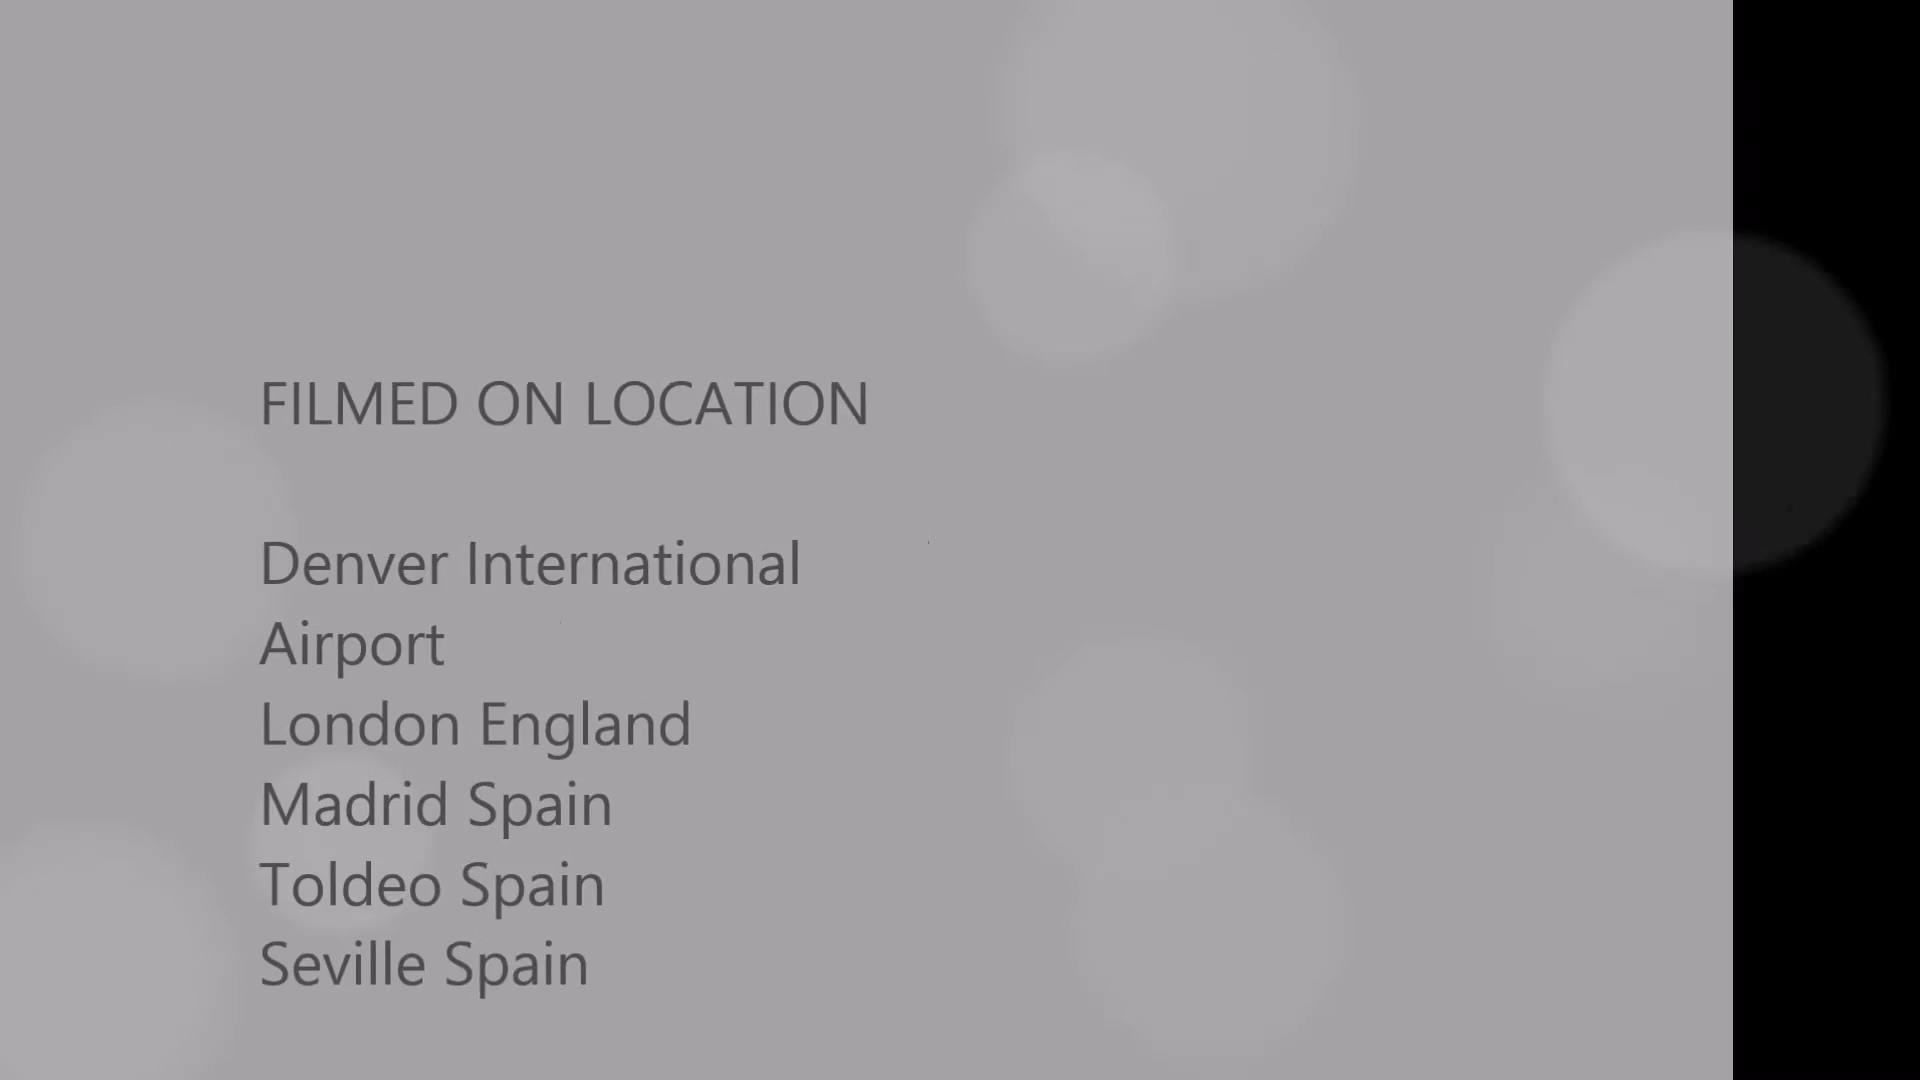 FILMED ON LOCATION
Denver International
Airport
London England
Madrid Spain
Toldeo Spain
Seville Spain